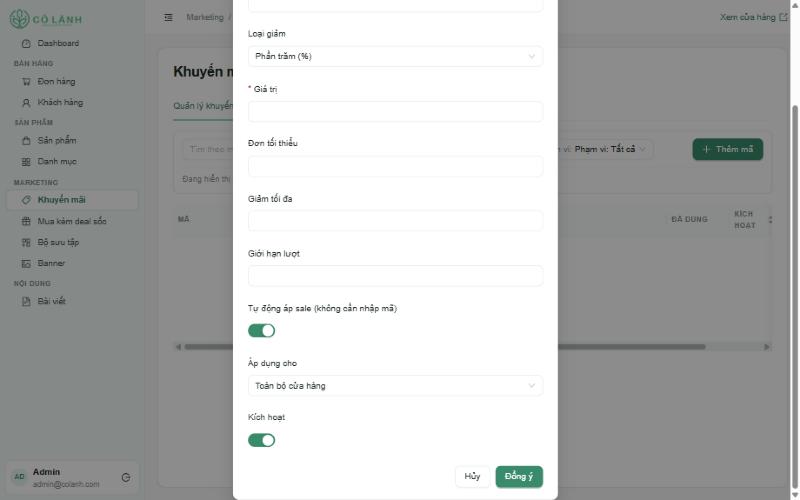 CỎ LÀNH
Marketing /
Xem cửa hàng
Dashboard
BÁN HÀNG
Đơn hàng
Khách hàng
SẢN PHẨM
Sản phẩm
Danh mục
MARKETING
Khuyến mãi
Mua kèm deal sốc
Bộ sưu tập
Banner
NỘI DUNG
Bài viết
AD
Admin
admin@colanh.com
Khuyến m
Quản lý khuyến
Tìm theo m
vi: Phạm vi: Tất cả
Thêm mã
Đang hiển thị
MÃ
ĐÃ DÙNG
KÍCH
HOẠT
Loại giảm
Phần trăm (%)
* Giá trị
Đơn tối thiểu
Giảm tối đa
Giới hạn lượt
Tự động áp sale (không cần nhập mã)
Áp dụng cho
Toàn bộ cửa hàng
Kích hoạt
Hủy
Đồng ý